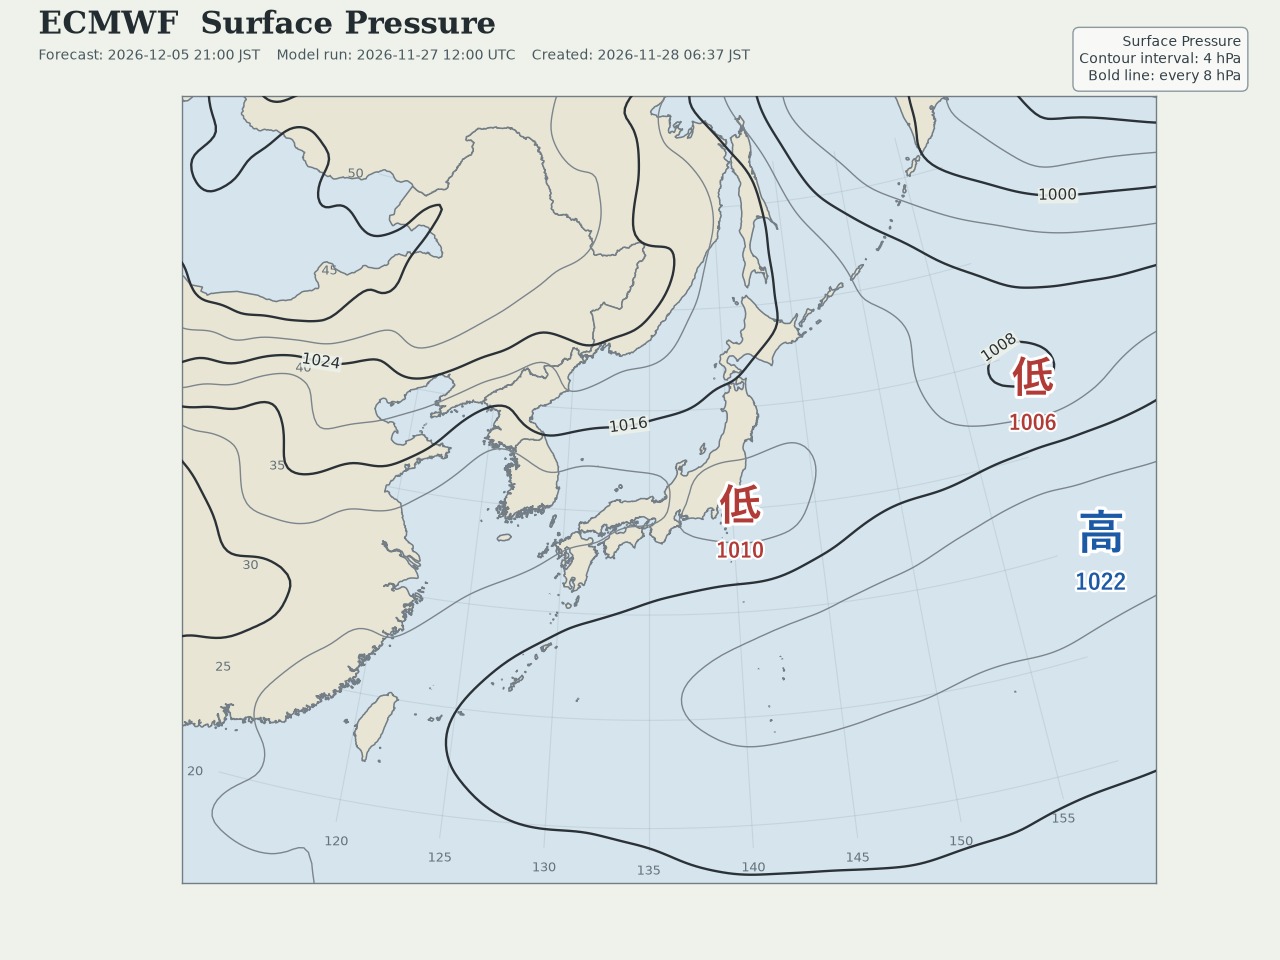 ECMWF  Surface Pressure
Forecast: 2026-12-05 21:00 JST    Model run: 2026-11-27 12:00 UTC    Created: 2026-11-28 06:37 JST
Surface Pressure
Contour interval: 4 hPa
Bold line: every 8 hPa
50
1000
45
1008
1024
40
低
1006
1016
35
低
1010
高
1022
30
25
20
120
125
130
135
140
145
150
155